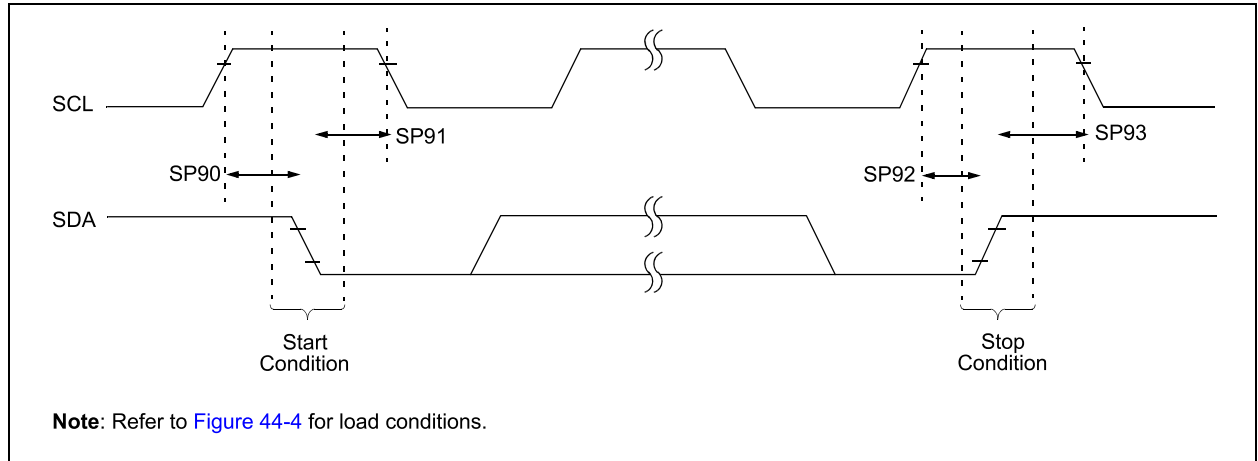 SCL
SP91
SP93
SP90
SP92
SDA
Start
Condition
Stop
Condition
Note: Refer to Figure 44-4 for load conditions.